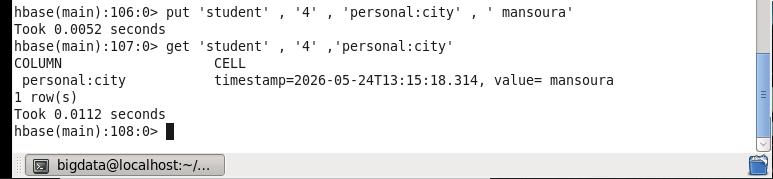 hbase(main):106:0> put 'student' , '4' , 'personal:city' , ' mansoura'
Took 0.0052 seconds
hbase(main):107:0> get 'student' , '4' ,'personal:city'
COLUMN                  CELL
 personal:city          timestamp=2026-05-24T13:15:18.314, value= mansoura
1 row(s)
Took 0.0112 seconds
hbase(main):108:0>
bigdata@localhost:~/...